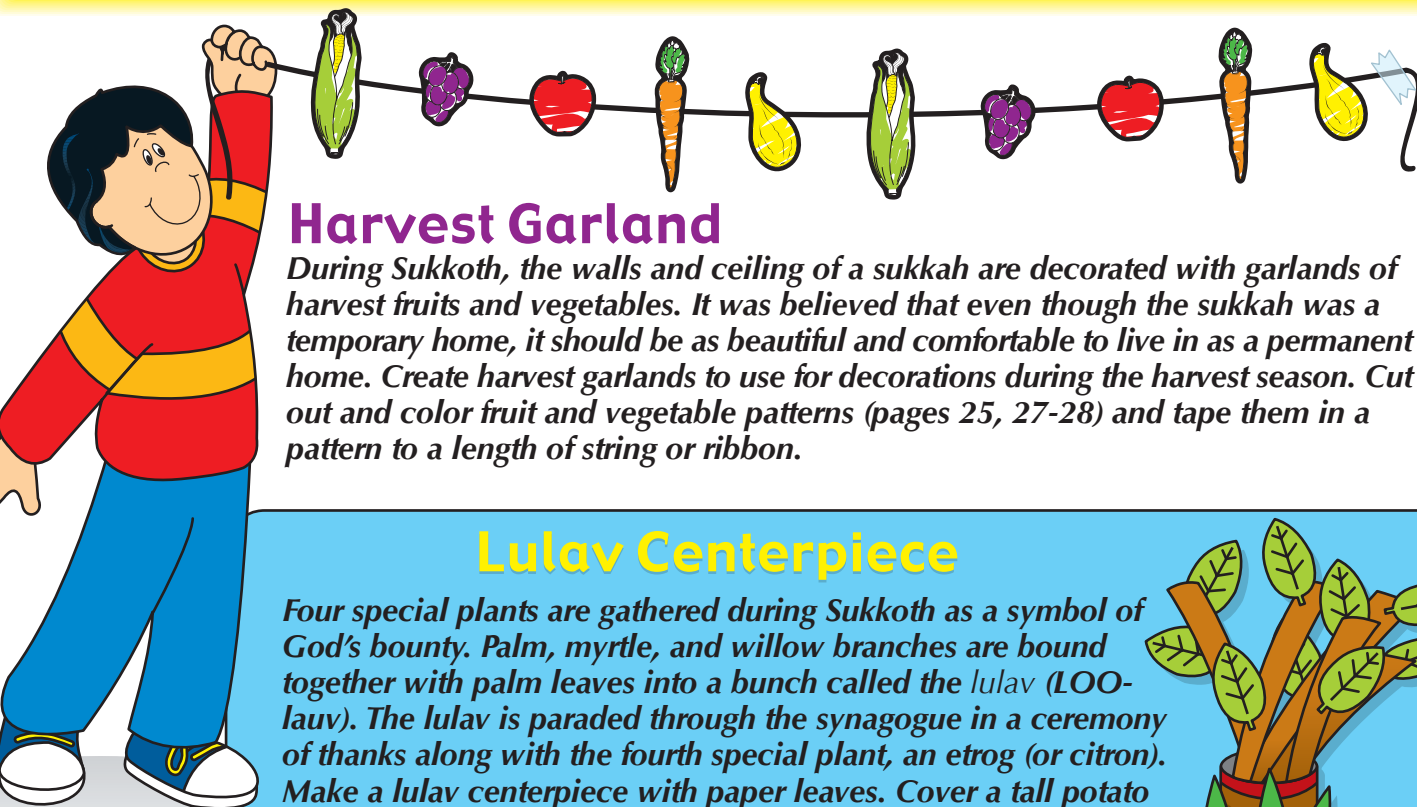 Harvest Garland
During Sukkoth, the walls and ceiling of a sukkah are decorated with garlands of
harvest fruits and vegetables. It was believed that even though the sukkah was a
temporary home, it should be as beautiful and comfortable to live in as a permanent
home. Create harvest garlands to use for decorations during the harvest season. Cut
out and color fruit and vegetable patterns (pages 25, 27-28) and tape them in a
pattern to a length of string or ribbon.
Lulav Centerpiece
Four special plants are gathered during Sukkoth as a symbol of
God's bounty. Palm, myrtle, and willow branches are bound
together with palm leaves into a bunch called the lulav (LOO-
lauv). The lulav is paraded through the synagogue in a ceremony
of thanks along with the fourth special plant, an etrog (or citron).
Make a lulav centerpiece with paper leaves. Cover a tall potato